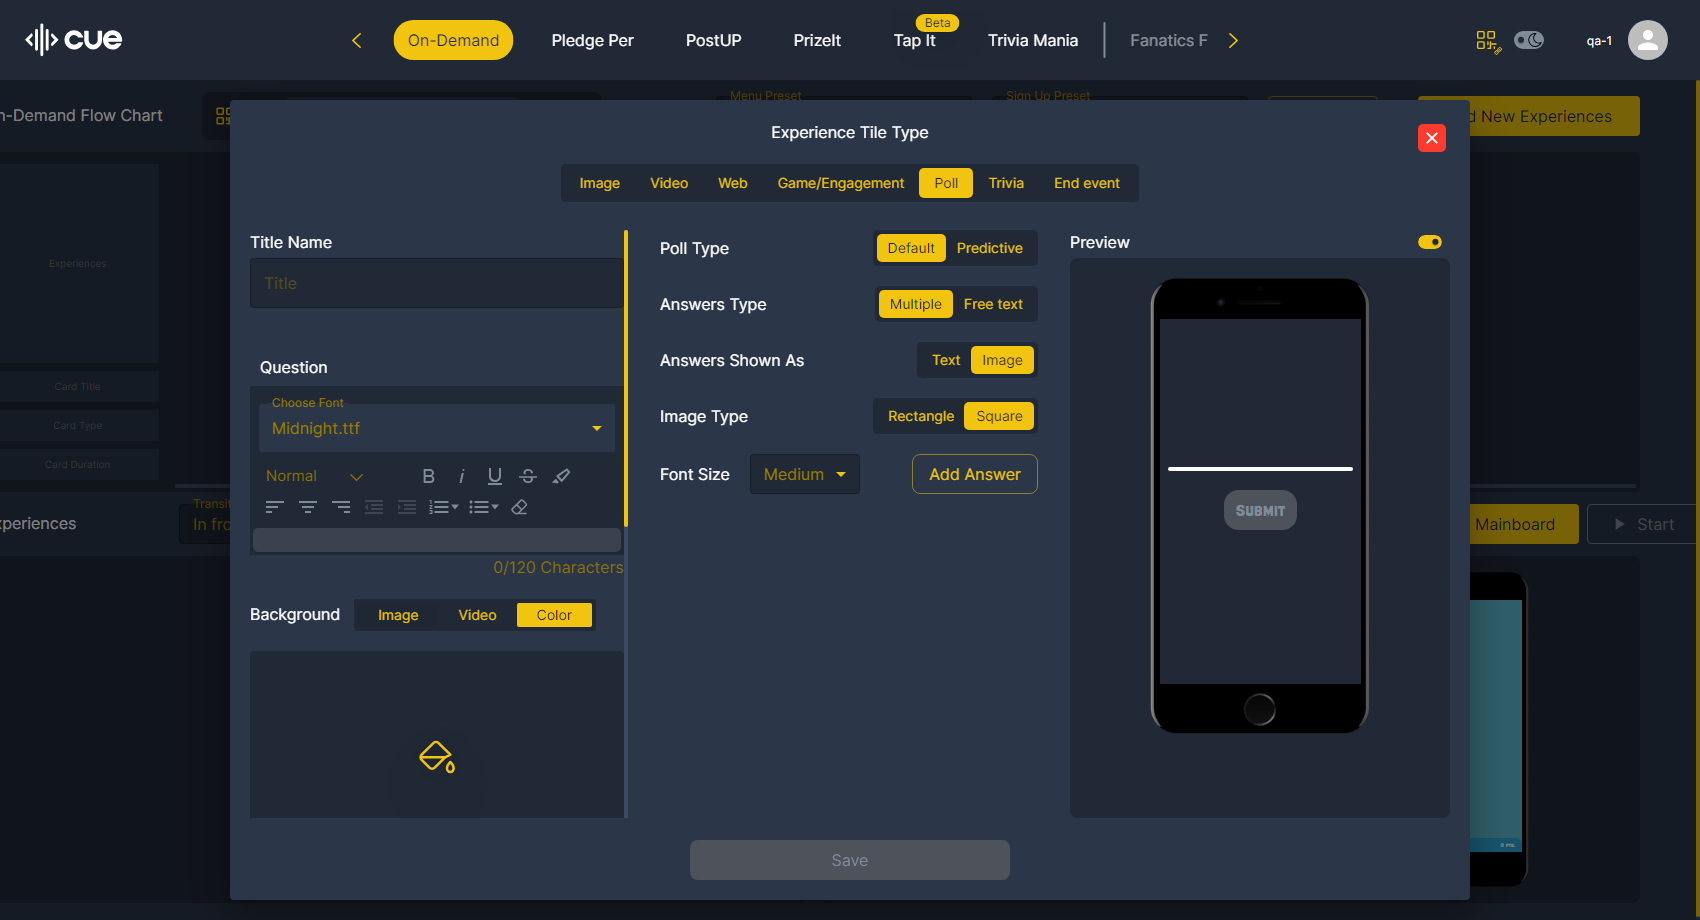 cue
On-Demand
Pledge Per
PostUP
PrizeIt
Beta
Tap It
Trivia Mania
Fanatics F
qa-1
n-Demand Flow Chart
Menu Preset
Sign Up Preset
d New Experiences
Experience Tile Type
Image
Video
Web
Game/Engagement
Poll
Trivia
End event
Experiences
Card Title
Card Type
Card Duration
Title Name
Title
Question
Choose Font
Midnight.ttf
Normal
0/120 Characters
Background
Image
Video
Color
Poll Type
Default
Predictive
Answers Type
Multiple
Free text
Answers Shown As
Text
Image
Image Type
Rectangle
Square
Font Size
Medium
Add Answer
Preview
SUBMIT
xperiences
Transit
In fro
Mainboard
Start
Save